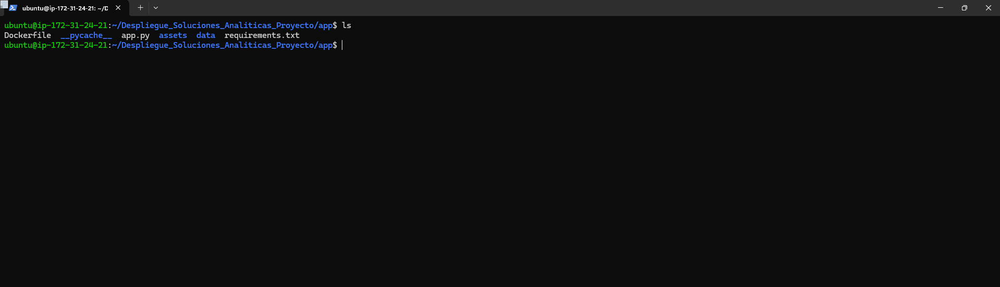 ubuntu@ip-172-31-24-21: ~/D
ubuntu@ip-172-31-24-21:~/Despliegue_Soluciones_Analiticas_Proyecto/app$ ls
Dockerfile  __pycache__  app.py  assets  data  requirements.txt
ubuntu@ip-172-31-24-21:~/Despliegue_Soluciones_Analiticas_Proyecto/app$